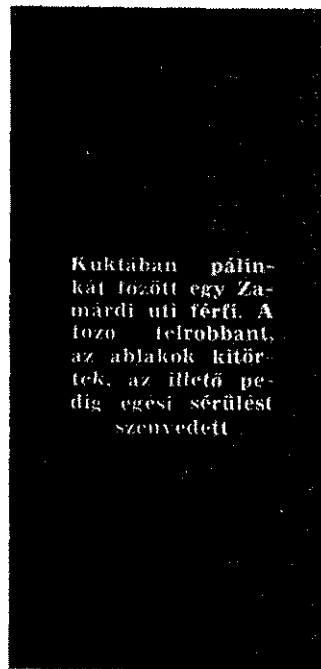 Kuktában pálin-
kát főzött egy Za-
márdi uti férfi. A
főző felrobbant,
az ablakok kitör-
tek, az illető pe-
dig égési sérülést
szenvedett